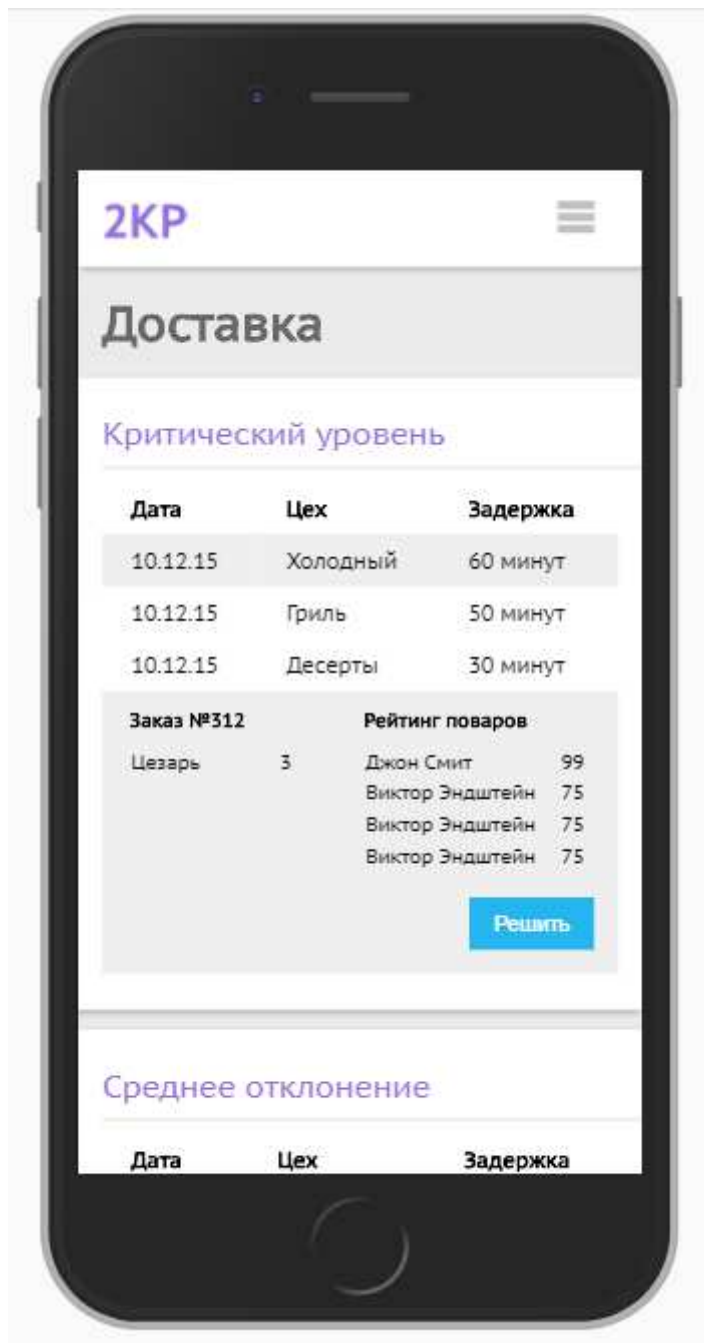 2КР
Доставка
Критический уровень
Дата Цех Задержка
10.12.15 Холодный 60 минут
10.12.15 Гриль 50 минут
10.12.15 Десерты 30 минут
Заказ №312 Рейтинг поваров
Цезарь 3 Джон Смит 99
Виктор Эндштейн 75
Виктор Эндштейн 75
Виктор Эндштейн 75
Решить
Среднее отклонение
Дата Цех Задержка